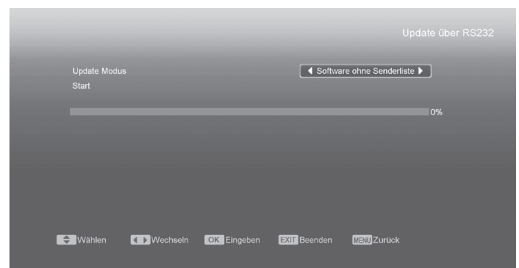 Update über RS232
Update Modus
Software ohne Senderliste
Start
0%
Wählen Wechseln OK Eingeben EXIT Beenden MENU Zurück